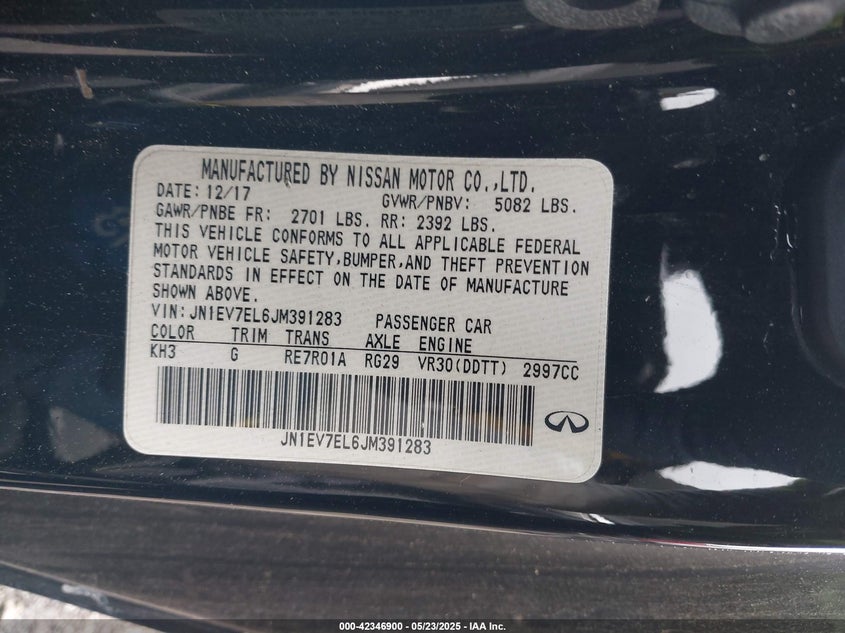 MANUFACTURED BY NISSAN MOTOR CO.,LTD.
DATE: 12/17 GVWR/PNBV: 5082 LBS.
GAWR/PNBE FR: 2701 LBS. RR: 2392 LBS.
THIS VEHICLE CONFORMS TO ALL APPLICABLE FEDERAL
MOTOR VEHICLE SAFETY,BUMPER,AND THEFT PREVENTION
STANDARDS IN EFFECT ON THE DATE OF MANUFACTURE
SHOWN ABOVE.
VIN:JN1EV7EL6JM391283 PASSENGER CAR
COLOR TRIM TRANS AXLE ENGINE
KH3 G RE7R01A RG29 VR30(DDTT) 2997CC
JN1EV7EL6JM391283
000-42346900 - 05/23/2025 - IAA Inc.